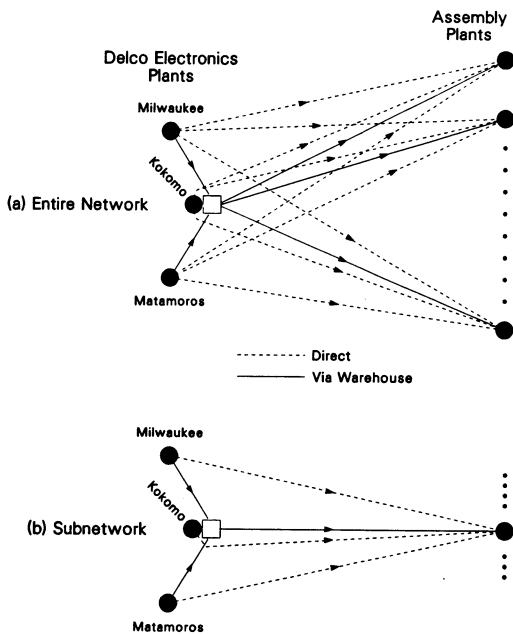 Assembly
Plants
Delco Electronics
Plants
Milwaukee
Kokomo
(a) Entire Network
Matamoros
Direct
Via Warehouse
Milwaukee
Kokomo
(b) Subnetwork
Matamoros